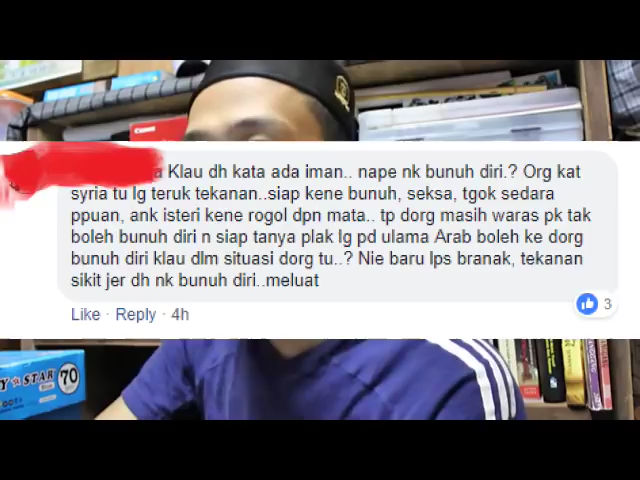 Canon
a Klau dh kata ada iman.. nape nk bunuh diri.? Org kat
syria tu lg teruk tekanan..siap kene bunuh, seksa, tgok sedara
ppuan, ank isteri kene rogol dpn mata.. tp dorg masih waras pk tak
boleh bunuh diri n siap tanya plak lg pd ulama Arab boleh ke dorg
bunuh diri klau dlm situasi dorg tu..? Nie baru lps branak, tekanan
sikit jer dh nk bunuh diri..meluat
3
Like · Reply · 4h
Y STAR 70